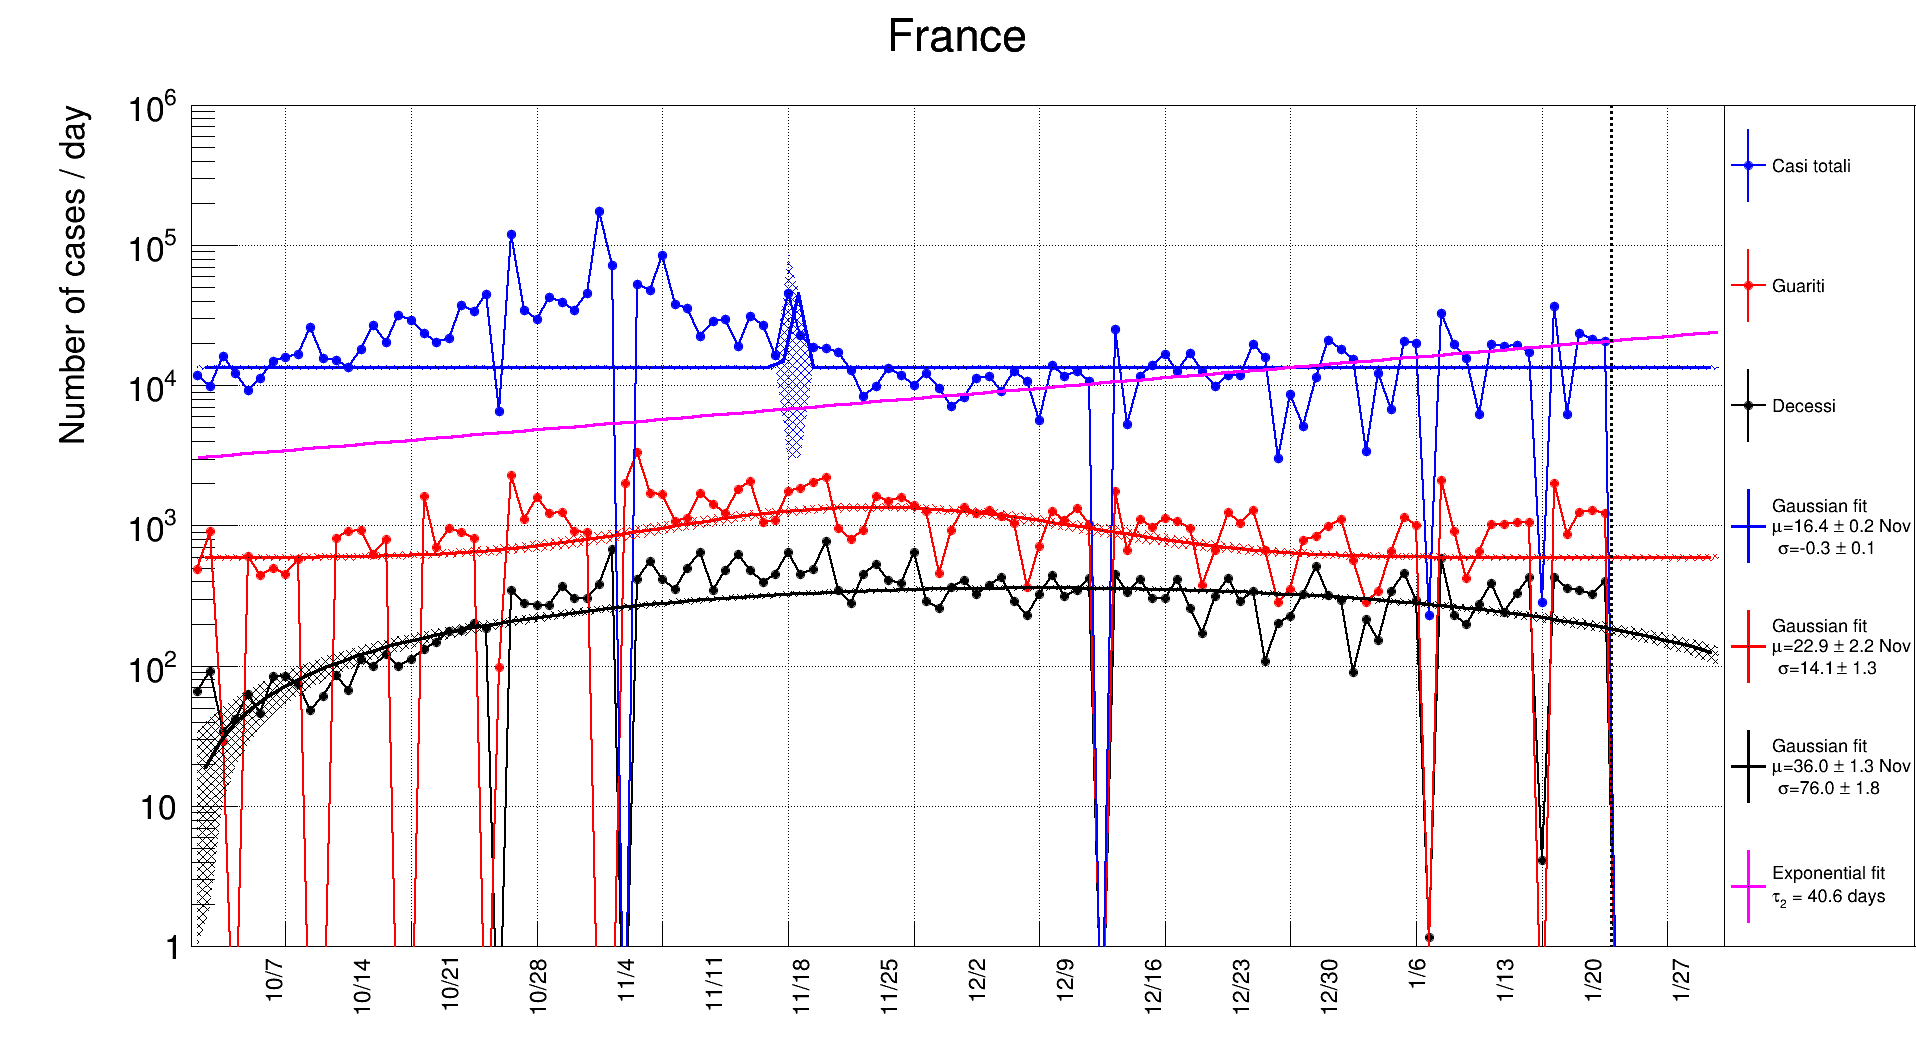 France
Number of cases / day
10^6
10^5
10^4
10^3
10^2
10
1
10/7
10/14
10/21
10/28
11/4
11/11
11/18
11/25
12/2
12/9
12/16
12/23
12/30
1/6
1/13
1/20
1/27
Casi totali
Guariti
Decessi
Gaussian fit
μ=16.4 ± 0.2 Nov
σ=-0.3 ± 0.1
Gaussian fit
μ=22.9 ± 2.2 Nov
σ=14.1 ± 1.3
Gaussian fit
μ=36.0 ± 1.3 Nov
σ=76.0 ± 1.8
Exponential fit
τ₂ = 40.6 days